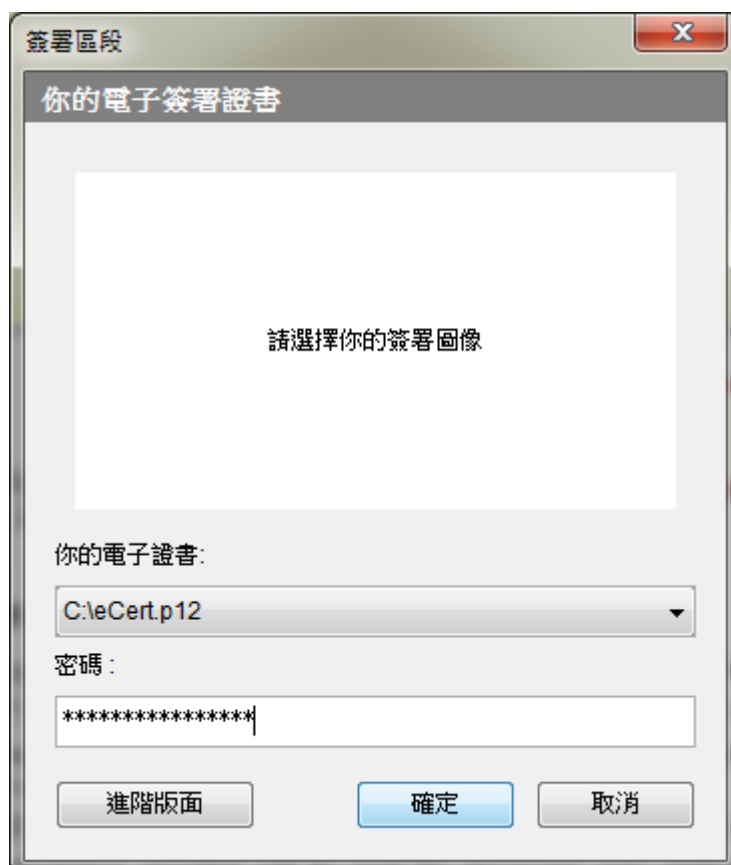 簽署區段
你的電子簽署證書
請選擇你的簽署圖像
你的電子證書:
C:\eCert.p12
密碼 :
****************
進階版面 確定 取消